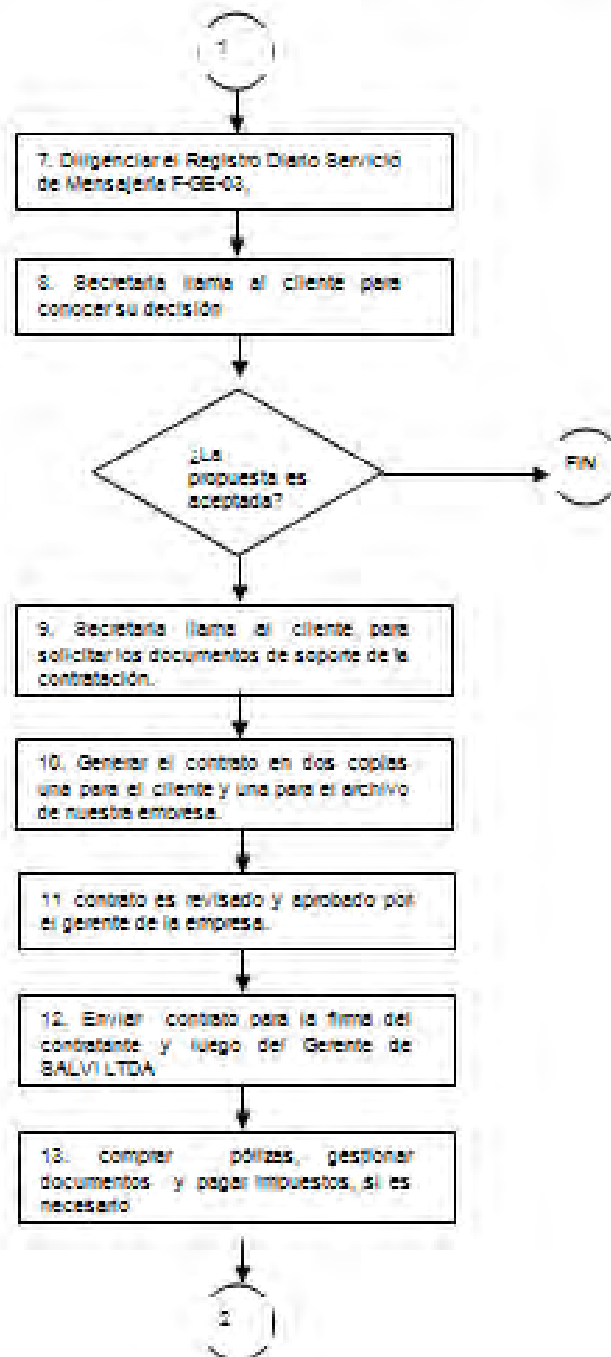 1
7. Diligenciar el Registro Diario Servicio
de Mensajería F-GE-03,
8. Secretaria llama al cliente para
conocer su decisión
¿La
propuesta es
aceptada?
FIN
9. Secretaria llama al cliente para
solicitar los documentos de soporte de la
contratación.
10. Generar el contrato en dos copias
una para el cliente y una para el archivo
de nuestra empresa.
11 contrato es revisado y aprobado por
el gerente de la empresa.
12. Enviar contrato para la firma del
contratante y luego del Gerente de
SALVI LTDA
13. comprar pólizas, gestionar
documentos y pagar impuestos, si es
necesario
2